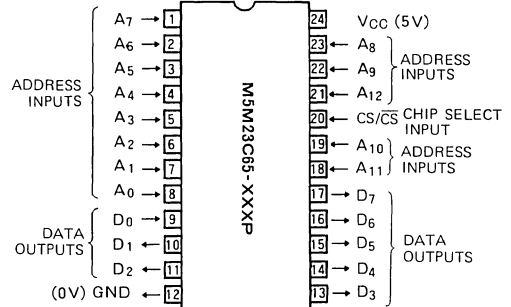 A7 1 24 VCC (5V)
A6 2 23 A8
A5 3 22 A9
A4 4 21 A12
ADDRESS INPUTS
ADDRESS INPUTS
A3 5 20 CS/C̅S̅ CHIP SELECT INPUT
A2 6 19 A10
A1 7 18 A11
ADDRESS INPUTS
A0 8 17 D7
M5M23C65-XXXP
D0 9 16 D6
D1 10 15 D5
D2 11 14 D4
DATA OUTPUTS
DATA OUTPUTS
(0V) GND 12 13 D3